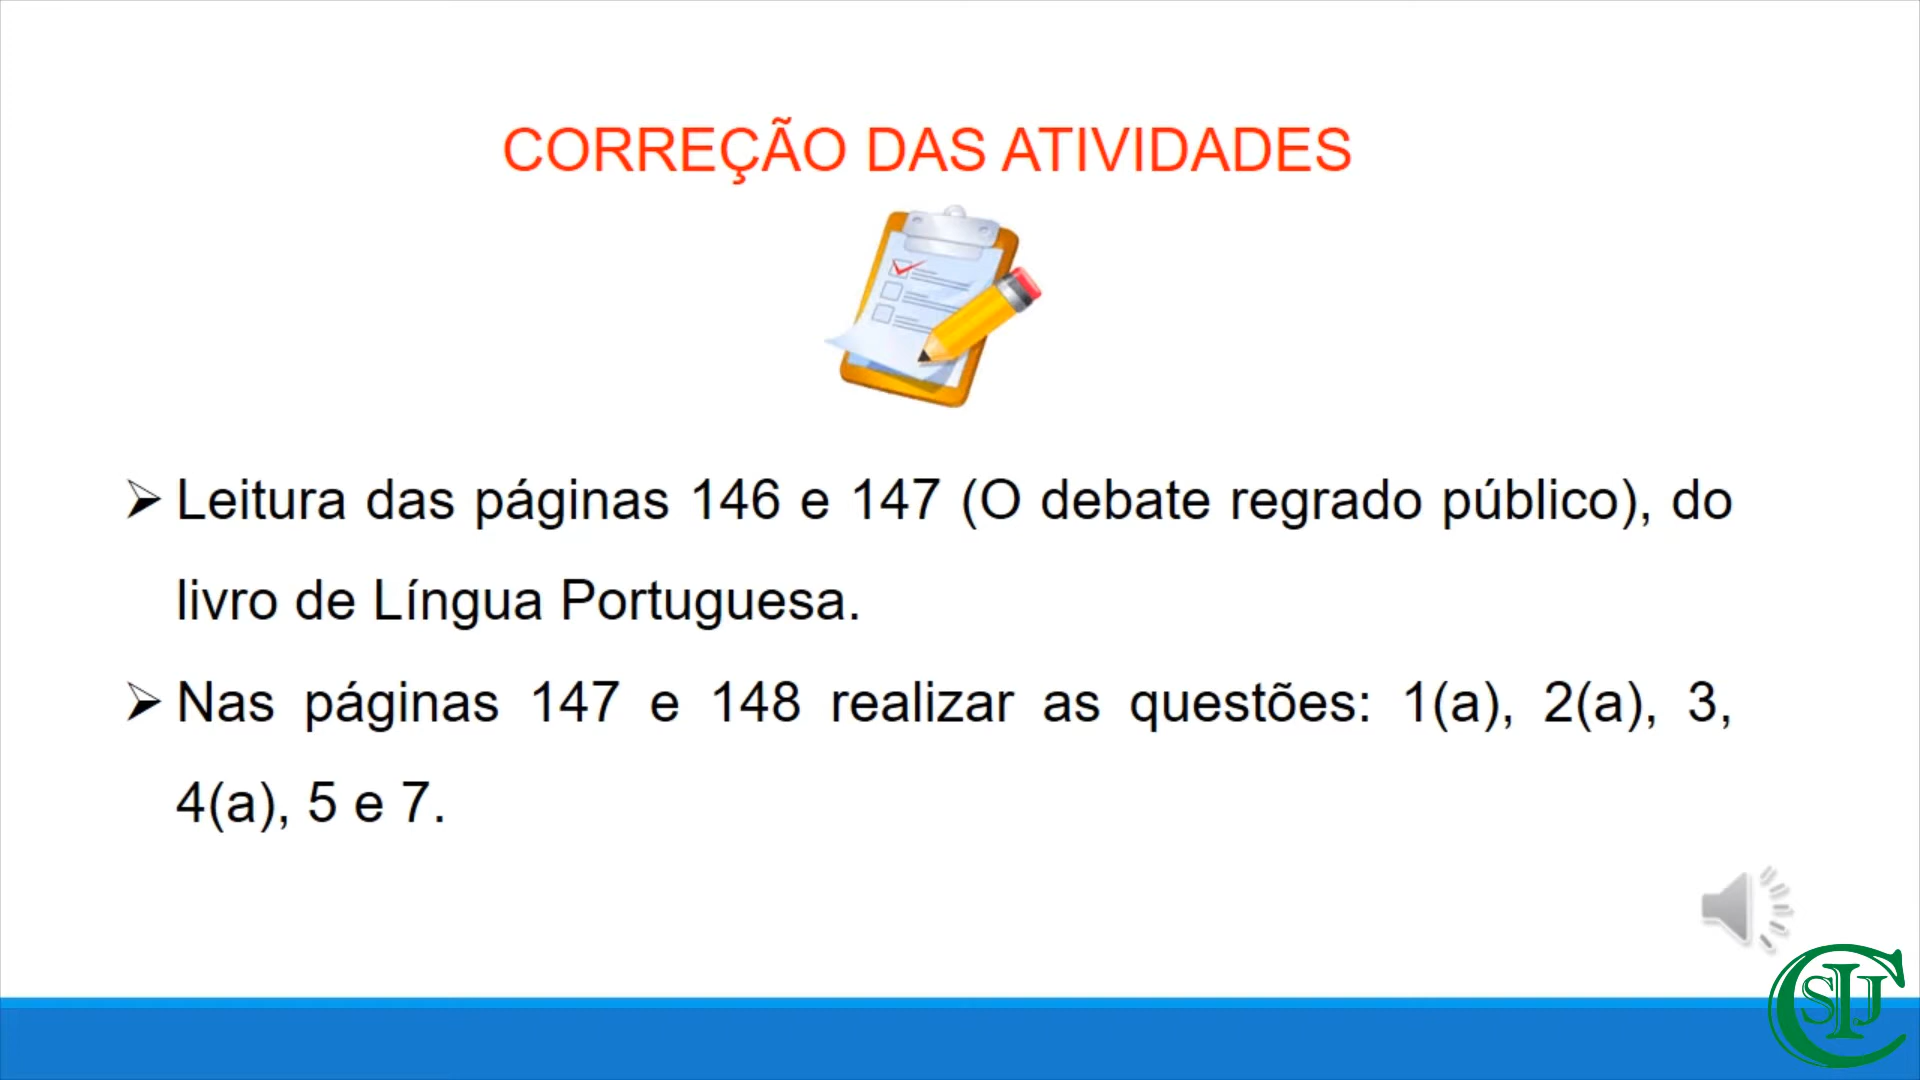 CORREÇÃO DAS ATIVIDADES
Leitura das páginas 146 e 147 (O debate regrado público), do
livro de Língua Portuguesa.
Nas páginas 147 e 148 realizar as questões: 1(a), 2(a), 3,
4(a), 5 e 7.
CSIJ